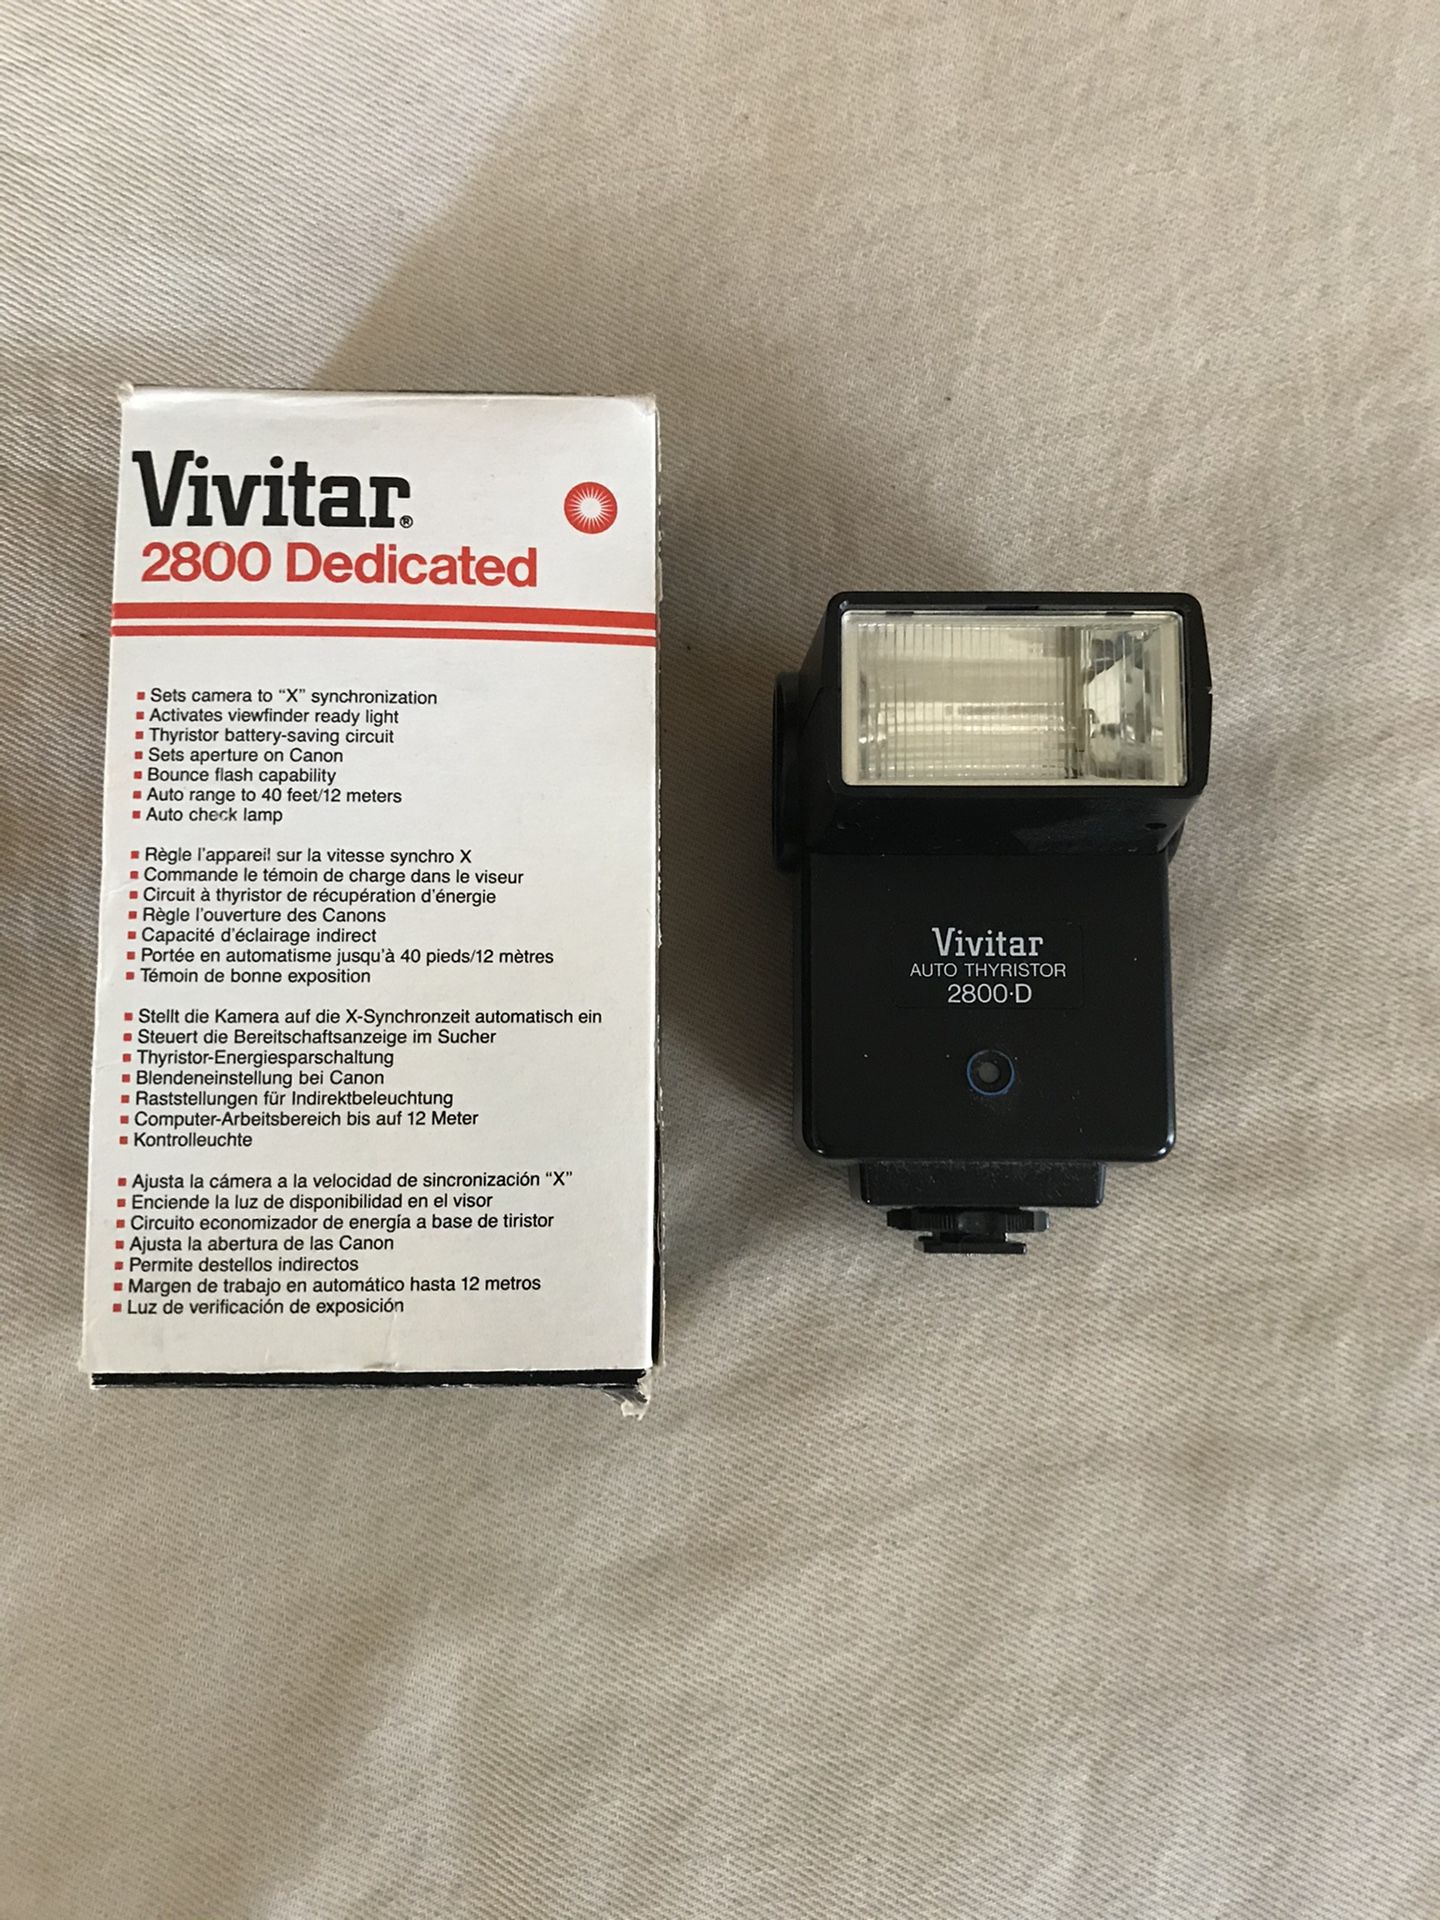 Vivitar®
2800 Dedicated
▪ Sets camera to “X” synchronization
▪ Activates viewfinder ready light
▪ Thyristor battery-saving circuit
▪ Sets aperture on Canon
▪ Bounce flash capability
▪ Auto range to 40 feet/12 meters
▪ Auto check lamp
▪ Règle l'appareil sur la vitesse synchro X
▪ Commande le témoin de charge dans le viseur
▪ Circuit à thyristor de récupération d'énergie
▪ Règle l'ouverture des Canons
▪ Capacité d'éclairage indirect
▪ Portée en automatisme jusqu'à 40 pieds/12 mètres
▪ Témoin de bonne exposition
▪ Stellt die Kamera auf die X-Synchronzeit automatisch ein
▪ Steuert die Bereitschaftsanzeige im Sucher
▪ Thyristor-Energiesparschaltung
▪ Blendeneinstellung bei Canon
▪ Raststellungen für Indirektbeleuchtung
▪ Computer-Arbeitsbereich bis auf 12 Meter
▪ Kontrolleuchte
▪ Ajusta la cámera a la velocidad de sincronización “X”
▪ Enciende la luz de disponibilidad en el visor
▪ Circuito economizador de energía a base de tiristor
▪ Ajusta la abertura de las Canon
▪ Permite destellos indirectos
▪ Margen de trabajo en automático hasta 12 metros
▪ Luz de verificación de exposición
Vivitar
AUTO THYRISTOR
2800·D